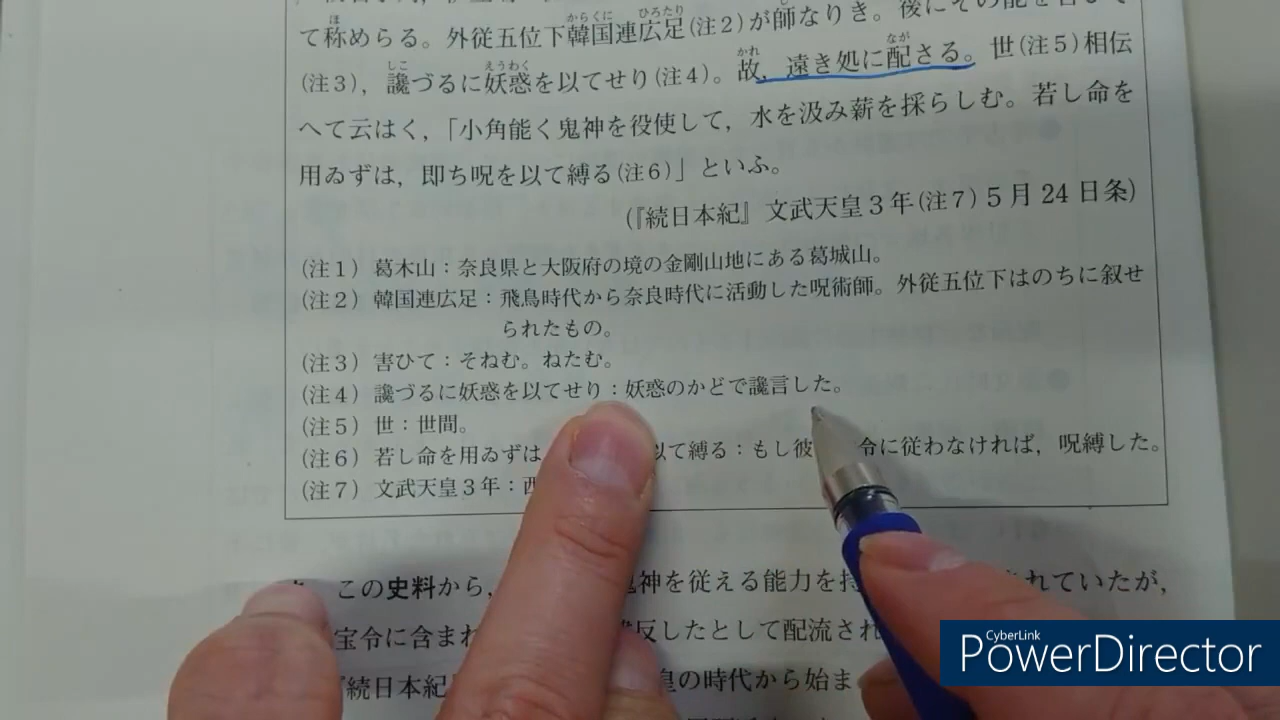 て称めらる。外従五位下韓国連広足(注2)が師なりき。後にその能を害ひて
(注3)，讒づるに妖惑を以てせり(注4)。故，遠き処に配さる。世(注5)相伝
へて云はく，「小角能く鬼神を役使して，水を汲み薪を採らしむ。若し命を
用ゐずは，即ち呪を以て縛る(注6)」といふ。
(『続日本紀』文武天皇3年(注7)5月24日条)
(注1) 葛木山：奈良県と大阪府の境の金剛山地にある葛城山。
(注2) 韓国連広足：飛鳥時代から奈良時代に活動した呪術師。外従五位下はのちに叙せ
られたもの。
(注3) 害ひて：そねむ。ねたむ。
(注4) 讒づるに妖惑を以てせり：妖惑のかどで讒言した。
(注5) 世：世間。
(注6) 若し命を用ゐずは 以て縛る：もし彼 令に従わなければ，呪縛した。
(注7) 文武天皇3年：西
この史料から， 鬼神を従える能力を持 されていたが，
宝令に含まれ 違反したとして配流され
『続日本紀 皇の時代から始ま
CyberLink
PowerDirector